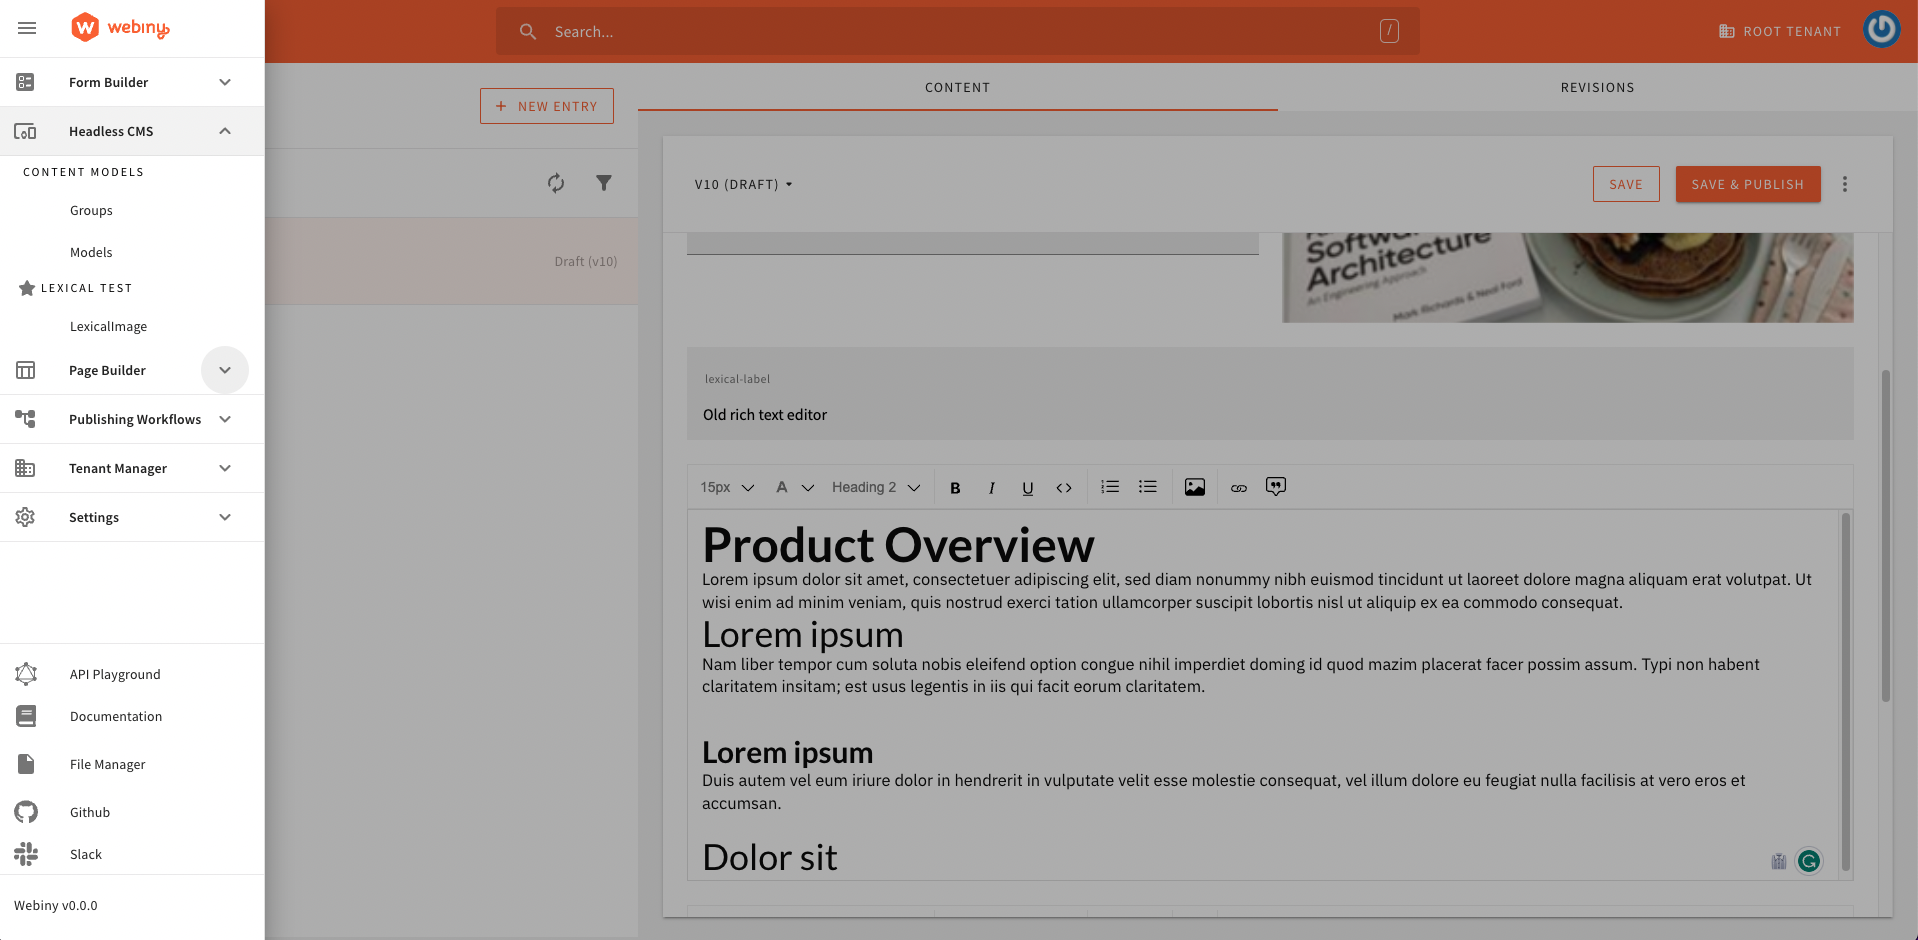 webiny
Form Builder
Headless CMS
CONTENT MODELS
Groups
Models
LEXICAL TEST
LexicalImage
Page Builder
Publishing Workflows
Tenant Manager
Settings
API Playground
Documentation
File Manager
Github
Slack
Webiny v0.0.0
Search...
/
ROOT TENANT
+ NEW ENTRY
Draft (v10)
CONTENT
REVISIONS
V10 (DRAFT)
SAVE
SAVE & PUBLISH
Software
Architecture
An Engineering Approach
Mark Richards & Neal Ford
lexical-label
Old rich text editor
15px
A
Heading 2
B
I
U
<>
Product Overview
Lorem ipsum dolor sit amet, consectetuer adipiscing elit, sed diam nonummy nibh euismod tincidunt ut laoreet dolore magna aliquam erat volutpat. Ut
wisi enim ad minim veniam, quis nostrud exerci tation ullamcorper suscipit lobortis nisl ut aliquip ex ea commodo consequat.
Lorem ipsum
Nam liber tempor cum soluta nobis eleifend option congue nihil imperdiet doming id quod mazim placerat facer possim assum. Typi non habent
claritatem insitam; est usus legentis in iis qui facit eorum claritatem.
Lorem ipsum
Duis autem vel eum iriure dolor in hendrerit in vulputate velit esse molestie consequat, vel illum dolore eu feugiat nulla facilisis at vero eros et
accumsan.
Dolor sit